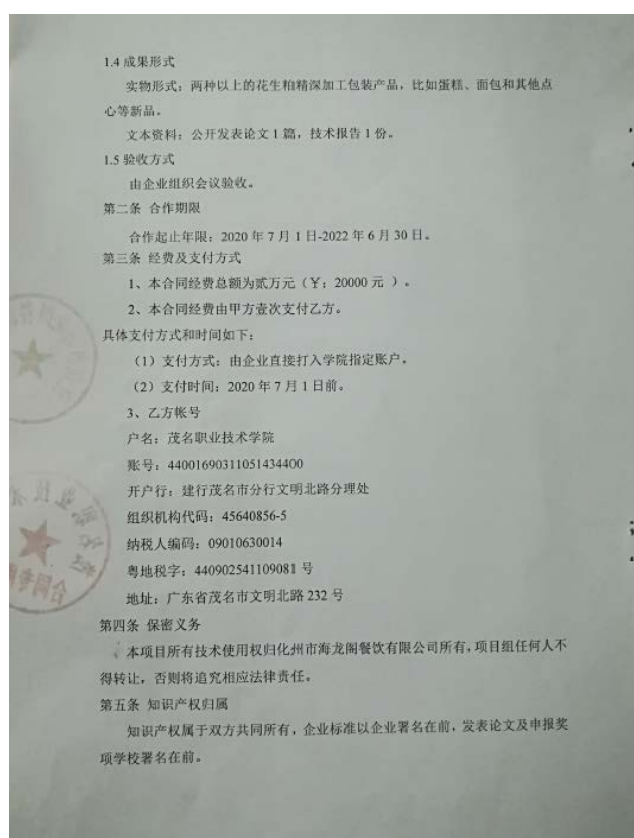 1.4 成果形式
实物形式：两种以上的花生粕精深加工包装产品，比如蛋糕、面包和其他点
心等新品。
文本资料：公开发表论文 1 篇，技术报告 1 份。
1.5 验收方式
由企业组织会议验收。
第二条 合作期限
合作起止年限：2020 年 7 月 1 日-2022 年 6 月 30 日。
第三条 经费及支付方式
1、本合同经费总额为贰万元（¥：20000 元 ）。
2、本合同经费由甲方壹次支付乙方。
具体支付方式和时间如下：
（1）支付方式：由企业直接打入学院指定账户。
（2）支付时间：2020 年 7 月 1 日前。
3、乙方帐号
户名：茂名职业技术学院
账号：44001690311051434400
开户行：建行茂名市分行文明北路分理处
组织机构代码：45640856-5
纳税人编码：09010630014
粤地税字：440902541109081 号
地址：广东省茂名市文明北路 232 号
第四条 保密义务
本项目所有技术使用权归化州市海龙阁餐饮有限公司所有，项目组任何人不
得转让，否则将追究相应法律责任。
第五条 知识产权归属
知识产权属于双方共同所有，企业标准以企业署名在前，发表论文及申报奖
项学校署名在前。